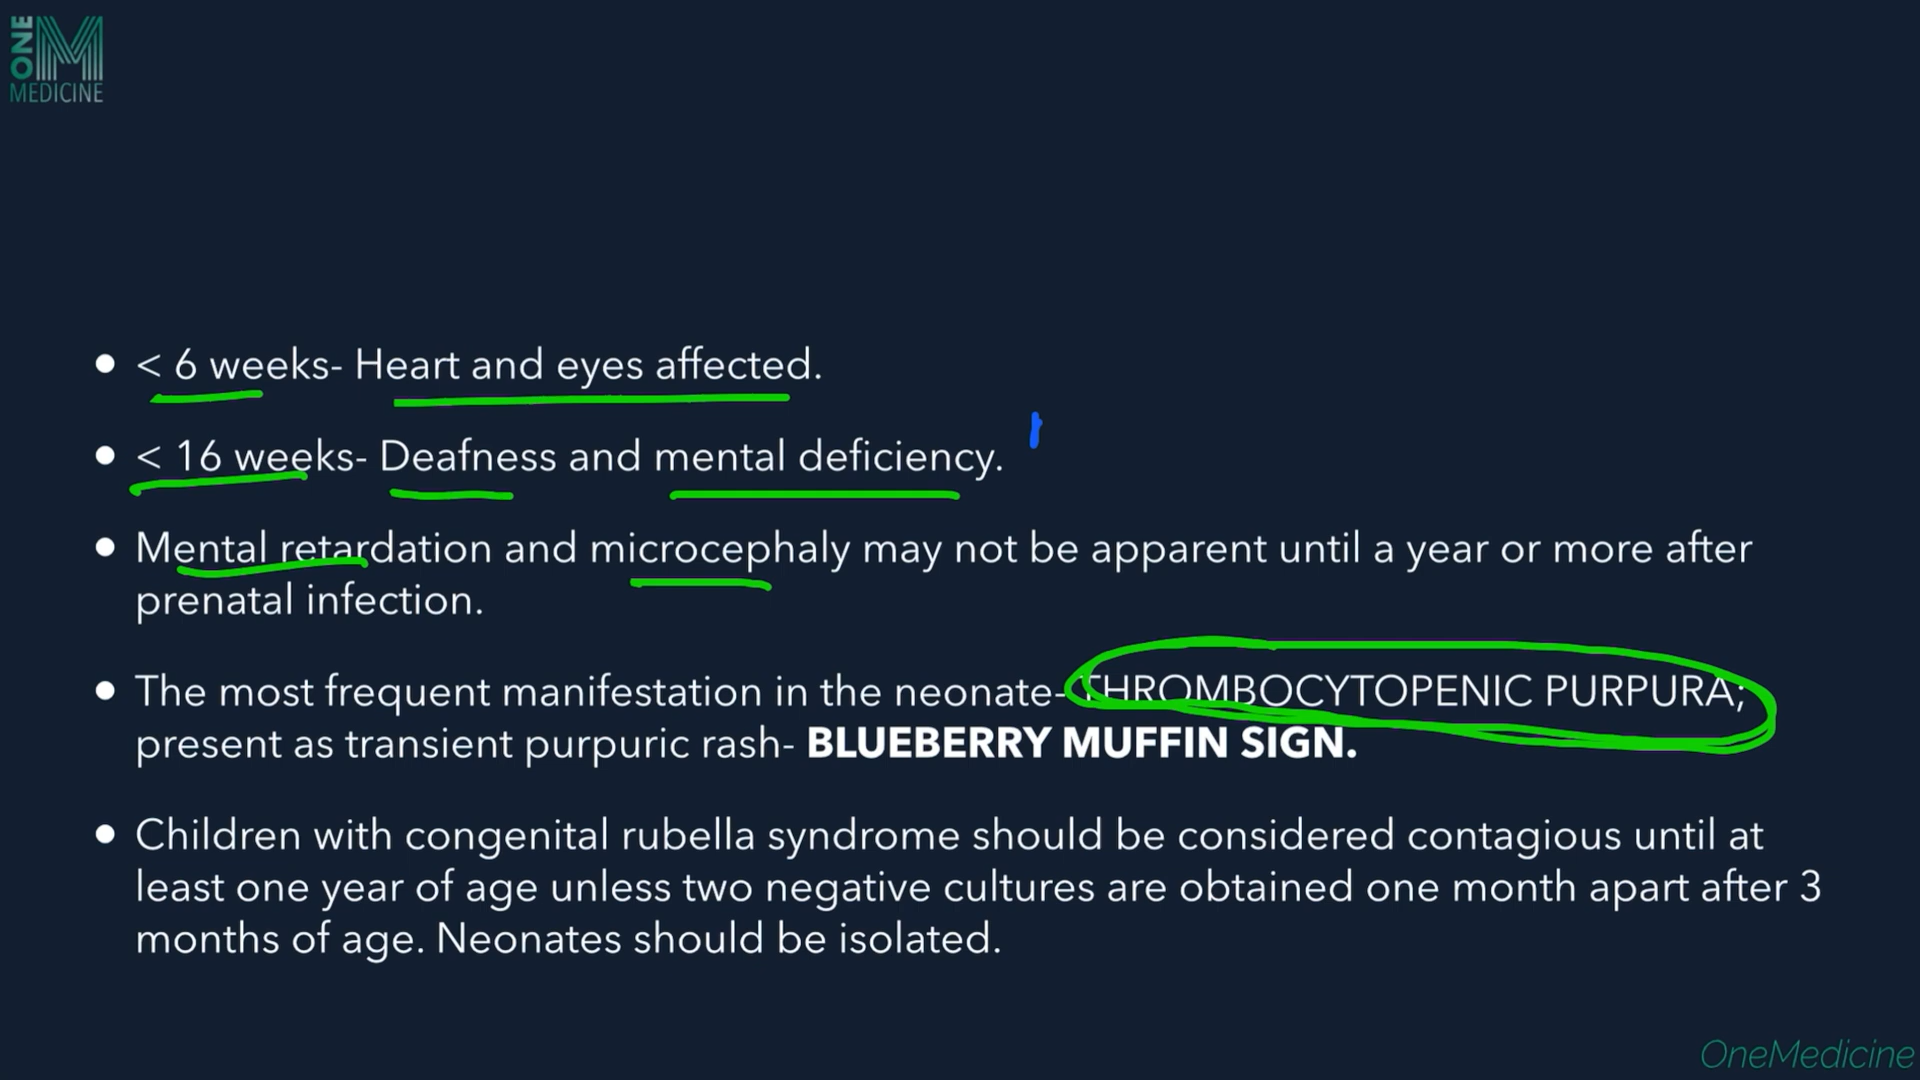 ONE
M
MEDICINE
< 6 weeks- Heart and eyes affected.
< 16 weeks- Deafness and mental deficiency.
Mental retardation and microcephaly may not be apparent until a year or more after
prenatal infection.
The most frequent manifestation in the neonate- THROMBOCYTOPENIC PURPURA;
present as transient purpuric rash- BLUEBERRY MUFFIN SIGN.
Children with congenital rubella syndrome should be considered contagious until at
least one year of age unless two negative cultures are obtained one month apart after 3
months of age. Neonates should be isolated.
OneMedicine